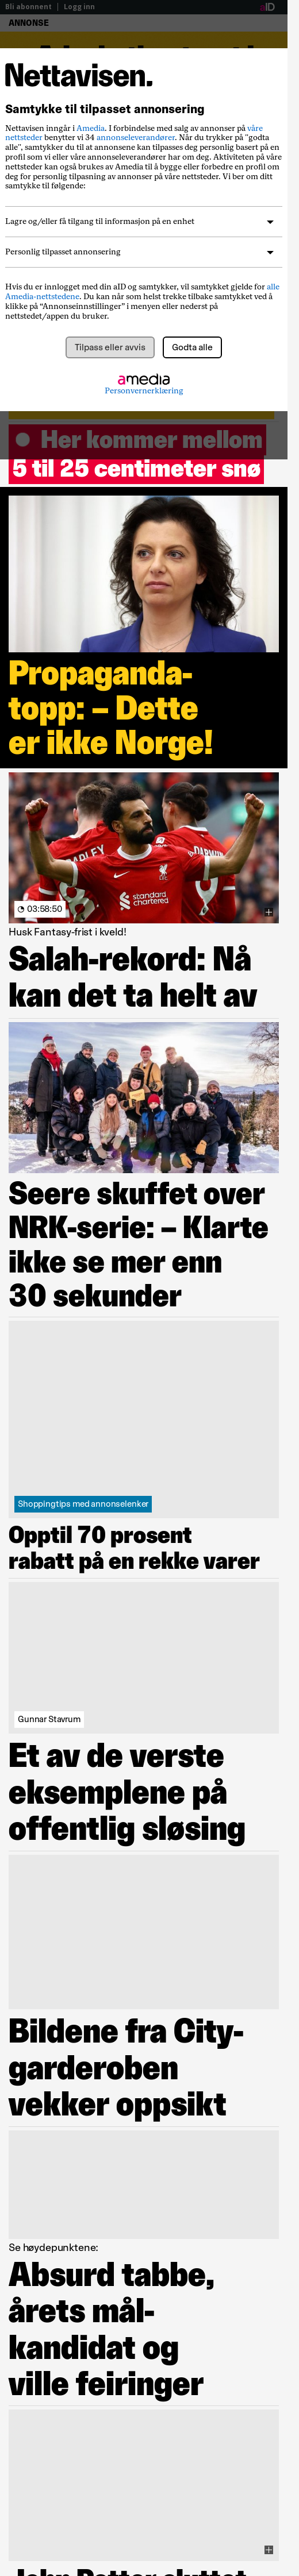 Bli abonnent | Logg inn
aID
ANNONSE
Nettavisen.
Samtykke til tilpasset annonsering
Nettavisen inngår i Amedia. I forbindelse med salg av annonser på våre
nettsteder benytter vi 34 annonseleverandører. Når du trykker på "godta
alle", samtykker du til at annonser kan tilpasses deg personlig basert på en
profil som vi eller våre annonseleverandører har om deg. Aktiviteten på våre
nettsteder kan også brukes av Amedia til å bygge eller forbedre en profil om
deg for personlig tilpasning av annonser på våre nettsteder. Vi ber om ditt
samtykke til følgende:
Lagre og/eller få tilgang til informasjon på en enhet
Personlig tilpasset annonsering
Hvis du er innlogget med din aID og samtykker, vil samtykket gjelde for alle
Amedia-nettstedene. Du kan når som helst trekke tilbake samtykket ved å
klikke på “Annonseinnstillinger” i menyen eller nederst på
nettstedet/appen du bruker.
Tilpass eller avvis
Godta alle
amedia
Personvernerklæring
Her kommer mellom
5 til 25 centimeter snø
Propaganda-
topp: – Dette
er ikke Norge!
standard
chartered
03:58:50
Husk Fantasy-frist i kveld!
Salah-rekord: Nå
kan det ta helt av
Seere skuffet over
NRK-serie: – Klarte
ikke se mer enn
30 sekunder
Shoppingtips med annonselenker
Opptil 70 prosent
rabatt på en rekke varer
Gunnar Stavrum
Et av de verste
eksemplene på
offentlig sløsing
Bildene fra City-
garderoben
vekker oppsikt
Se høydepunktene:
Absurd tabbe,
årets mål-
kandidat og
ville feiringer